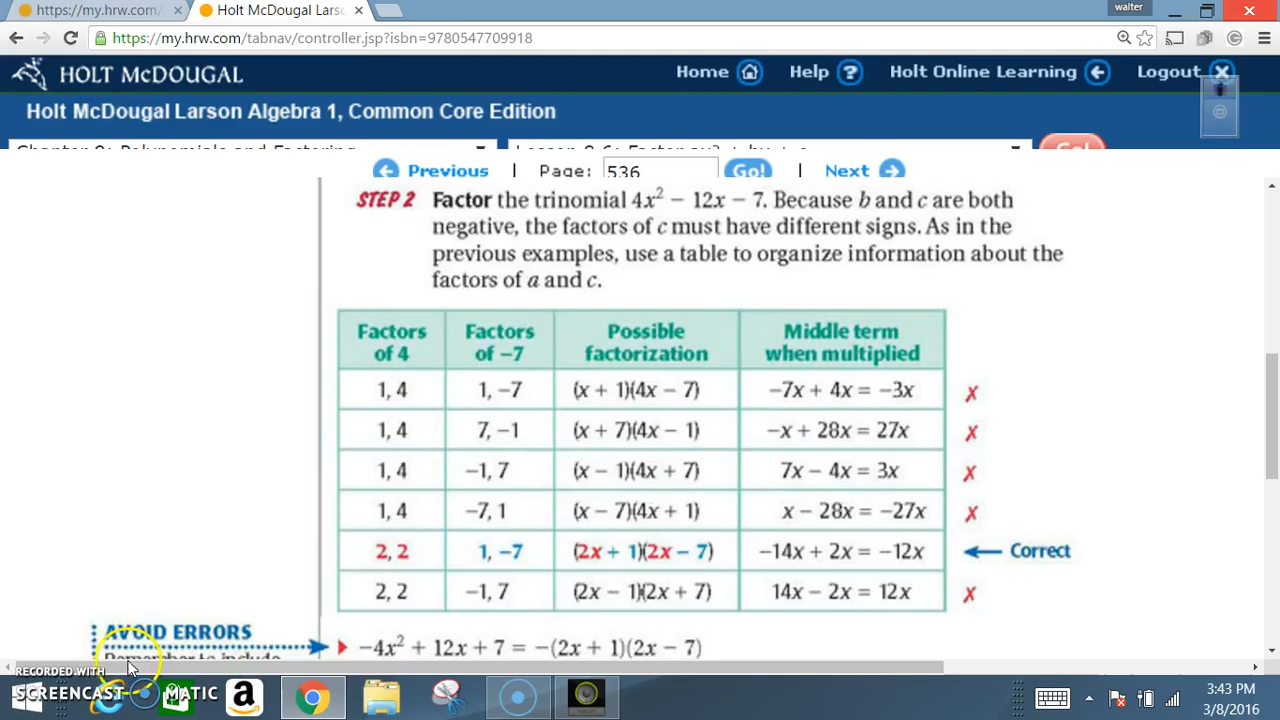 https://my.hrw.com/tabnav/ ×
Holt McDougal Lars ×
walter
https://my.hrw.com/tabnav/controller.jsp?isbn=9780547709918
HOLT McDOUGAL
Home Help ? Holt Online Learning Logout X
Holt McDougal Larson Algebra 1, Common Core Edition
Previous | Page: 536 Go! | Next
STEP 2 Factor the trinomial 4x² − 12x − 7. Because b and c are both
negative, the factors of c must have different signs. As in the
previous examples, use a table to organize information about the
factors of a and c.
Factors of 4 Factors of −7 Possible factorization Middle term when multiplied
1, 4 1, −7 (x + 1)(4x − 7) −7x + 4x = −3x ✗
1, 4 7, −1 (x + 7)(4x − 1) −x + 28x = 27x ✗
1, 4 −1, 7 (x − 1)(4x + 7) 7x − 4x = 3x ✗
1, 4 −7, 1 (x − 7)(4x + 1) x − 28x = −27x ✗
2, 2 1, −7 (2x + 1)(2x − 7) −14x + 2x = −12x ← Correct
2, 2 −1, 7 (2x − 1)(2x + 7) 14x − 2x = 12x ✗
AVOID ERRORS
Remember to include
−4x² + 12x + 7 = −(2x + 1)(2x − 7)
RECORDED WITH
SCREENCAST MATIC
3:43 PM
3/8/2016